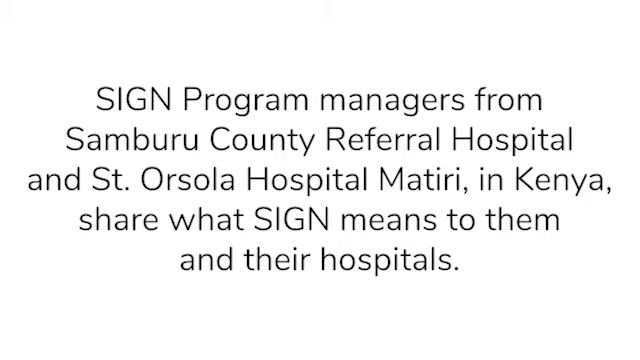 SIGN Program managers from
Samburu County Referral Hospital
and St. Orsola Hospital Matiri, in Kenya,
share what SIGN means to them
and their hospitals.